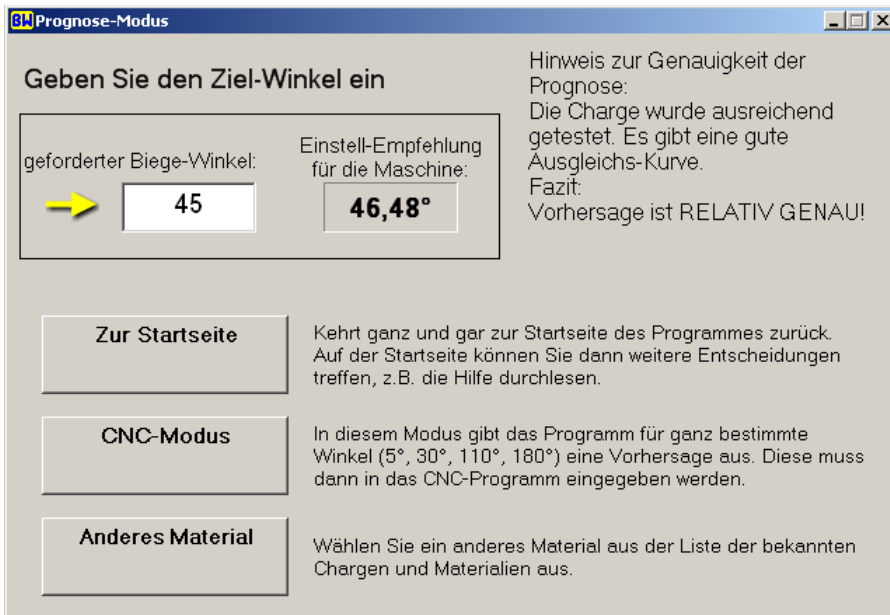 BW Prognose-Modus
Geben Sie den Ziel-Winkel ein
geforderter Biege-Winkel:
45
Einstell-Empfehlung
für die Maschine:
46,48°
Hinweis zur Genauigkeit der
Prognose:
Die Charge wurde ausreichend
getestet. Es gibt eine gute
Ausgleichs-Kurve.
Fazit:
Vorhersage ist RELATIV GENAU!
Zur Startseite
Kehrt ganz und gar zur Startseite des Programmes zurück.
Auf der Startseite können Sie dann weitere Entscheidungen
treffen, z.B. die Hilfe durchlesen.
CNC-Modus
In diesem Modus gibt das Programm für ganz bestimmte
Winkel (5°, 30°, 110°, 180°) eine Vorhersage aus. Diese muss
dann in das CNC-Programm eingegeben werden.
Anderes Material
Wählen Sie ein anderes Material aus der Liste der bekannten
Chargen und Materialien aus.